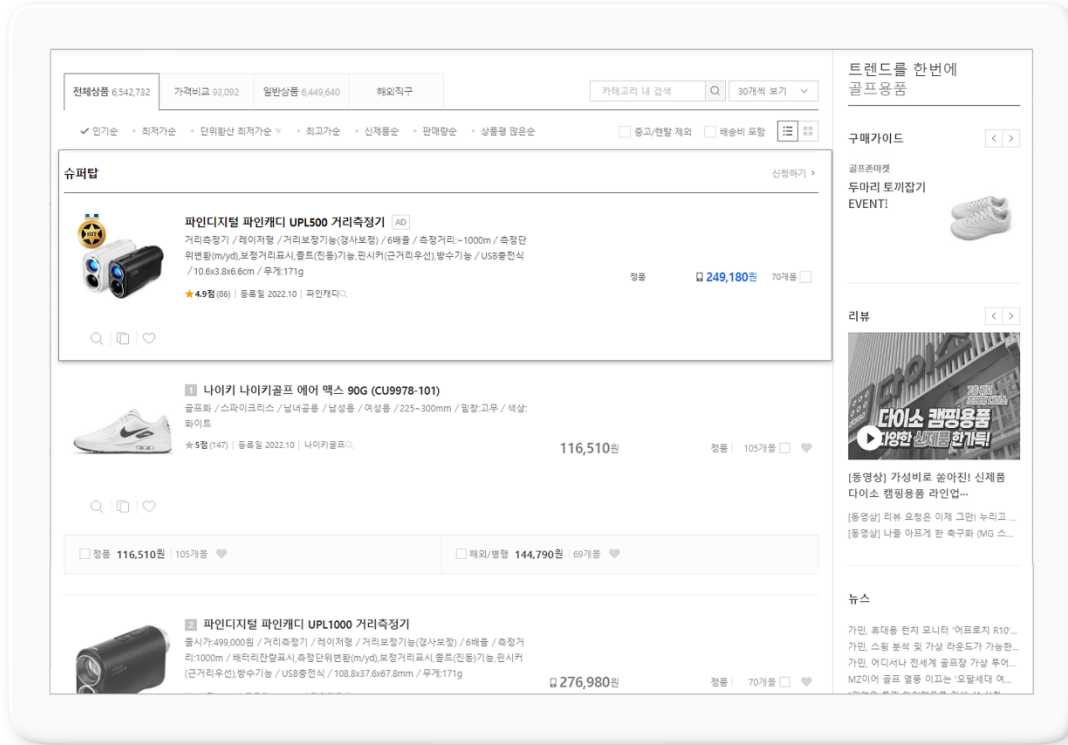 전체상품 6,542,732
가격비교 93,092
일반상품 6,449,640
해외직구
카테고리 내 검색
30개씩 보기
인기순
최저가순
단위환산 최저가순
최고가순
신제품순
판매량순
상품평 많은순
중고/렌탈 제외
배송비 포함
슈퍼탑
신청하기
HIT
파인디지털 파인캐디 UPL500 거리측정기 AD
거리측정기 / 레이저형 / 거리보정기능(경사보정) / 6배율 / 측정거리:~1000m / 측정단
위변환(m/yd),보정거리표시,졸트(진동)기능,핀시커(근거리우선),방수기능 / USB충전식
/ 10.6x3.8x6.6cm / 무게:171g
4.9점 (86) | 등록일 2022.10 | 파인캐디
정품
249,180원
70개몰
1 나이키 나이키골프 에어 맥스 90G (CU9978-101)
골프화 / 스파이크리스 / 남녀공용 / 남성용 / 여성용 / 225~300mm / 밑창:고무 / 색상:
화이트
5점 (147) | 등록일 2022.10 | 나이키골프
116,510원
정품 | 105개몰
정품 116,510원 | 105개몰
해외/병행 144,790원 | 69개몰
2 파인디지털 파인캐디 UPL1000 거리측정기
출시가:499,000원 / 거리측정기 / 레이저형 / 거리보정기능(경사보정) / 6배율 / 측정거
리:1000m / 배터리잔량표시,측정단위변환(m/yd),보정거리표시,졸트(진동)기능,핀시커
(근거리우선),방수기능 / USB충전식 / 108.8x37.6x67.8mm / 무게:171g
276,980원
정품 | 70개몰
트렌드를 한번에
골프용품
구매가이드
골프존마켓
두마리 토끼잡기
EVENT!
리뷰
다이소
다이소 캠핑용품
다양한 신제품 한가득!
[동영상] 가성비로 쏟아진! 신제품
다이소 캠핑용품 라인업…
[동영상] 리뷰 요정은 이제 그만! 누리고 ...
[동영상] 나를 아프게 한 축구화 (MG 스...
뉴스
가민, 휴대용 런치 모니터 '어프로치 R10'...
가민, 스윙 분석 및 가상 라운드가 가능한...
가민, 어디서나 전세계 골프장 가상 투어...
MZ이어 골프 열풍 이끄는 '오팔세대 여...